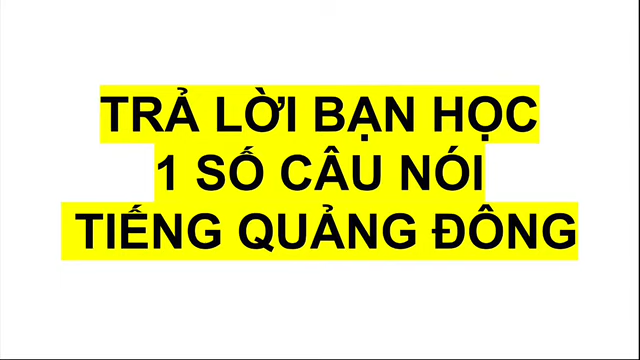 TRẢ LỜI BẠN HỌC
1 SỐ CÂU NÓI
TIẾNG QUẢNG ĐÔNG